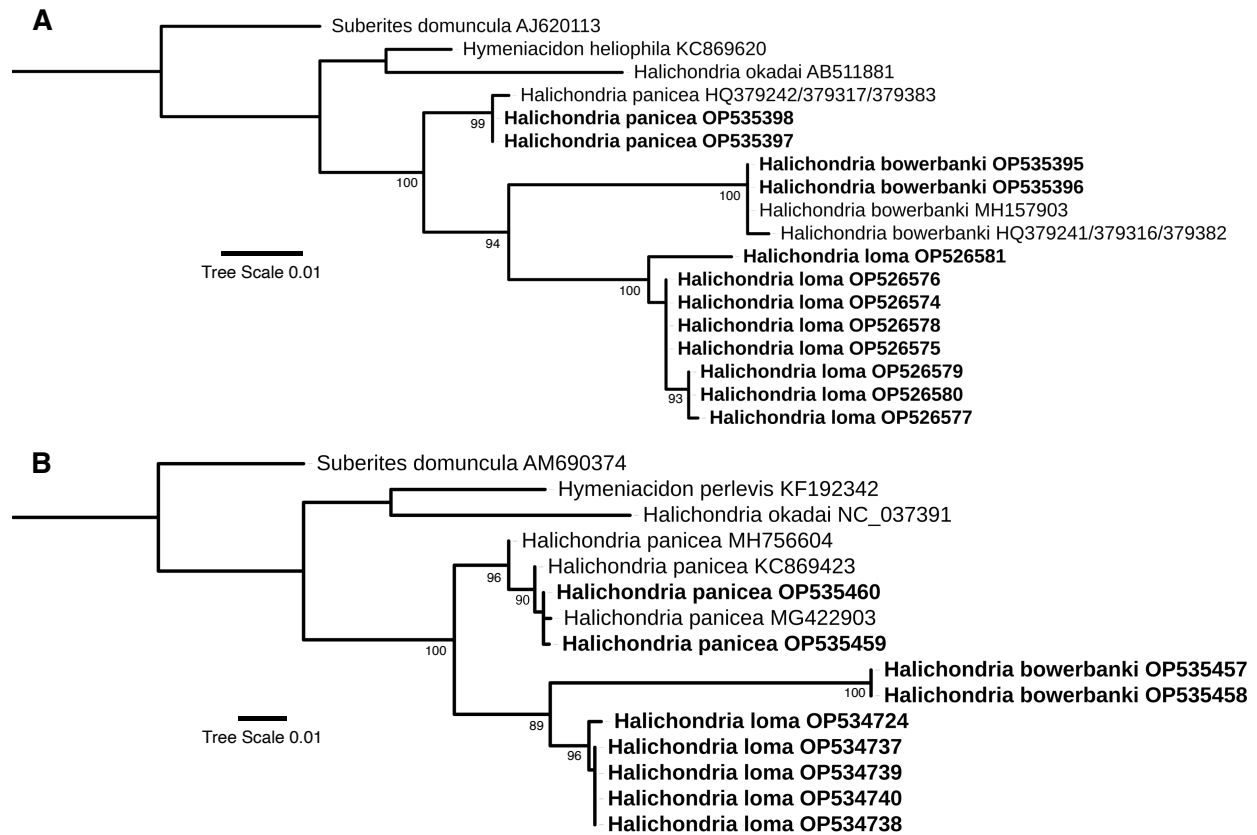 A
Suberites domuncula AJ620113
Hymeniacidon heliophila KC869620
Halichondria okadai AB511881
Halichondria panicea HQ379242/379317/379383
99
Halichondria panicea OP535398
Halichondria panicea OP535397
Halichondria bowerbanki OP535395
100
100
Halichondria bowerbanki OP535396
Halichondria bowerbanki MH157903
Halichondria bowerbanki HQ379241/379316/379382
94
Halichondria loma OP526581
Tree Scale 0.01
100
Halichondria loma OP526576
Halichondria loma OP526574
Halichondria loma OP526578
Halichondria loma OP526575
Halichondria loma OP526579
93
Halichondria loma OP526580
Halichondria loma OP526577
B
Suberites domuncula AM690374
Hymeniacidon perlevis KF192342
Halichondria okadai NC_037391
Halichondria panicea MH756604
Halichondria panicea KC869423
96
Halichondria panicea OP535460
90
Halichondria panicea MG422903
Halichondria panicea OP535459
100
Halichondria bowerbanki OP535457
100
Halichondria bowerbanki OP535458
89
Halichondria loma OP534724
Tree Scale 0.01
Halichondria loma OP534737
96
Halichondria loma OP534739
Halichondria loma OP534740
Halichondria loma OP534738